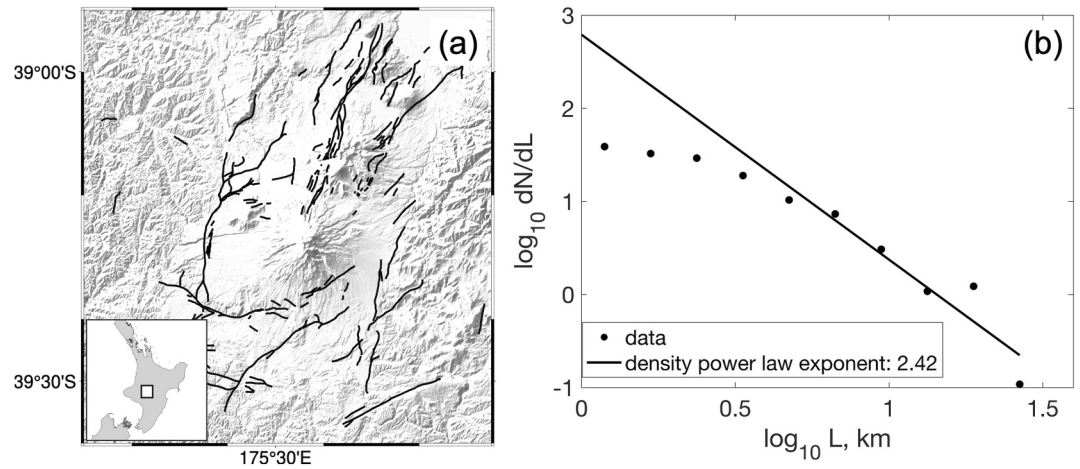 (a)
39°00'S
39°30'S
175°30'E
(b)
3
2
1
0
-1
log10 dN/dL
data
density power law exponent: 2.42
0 0.5 1 1.5
log10 L, km